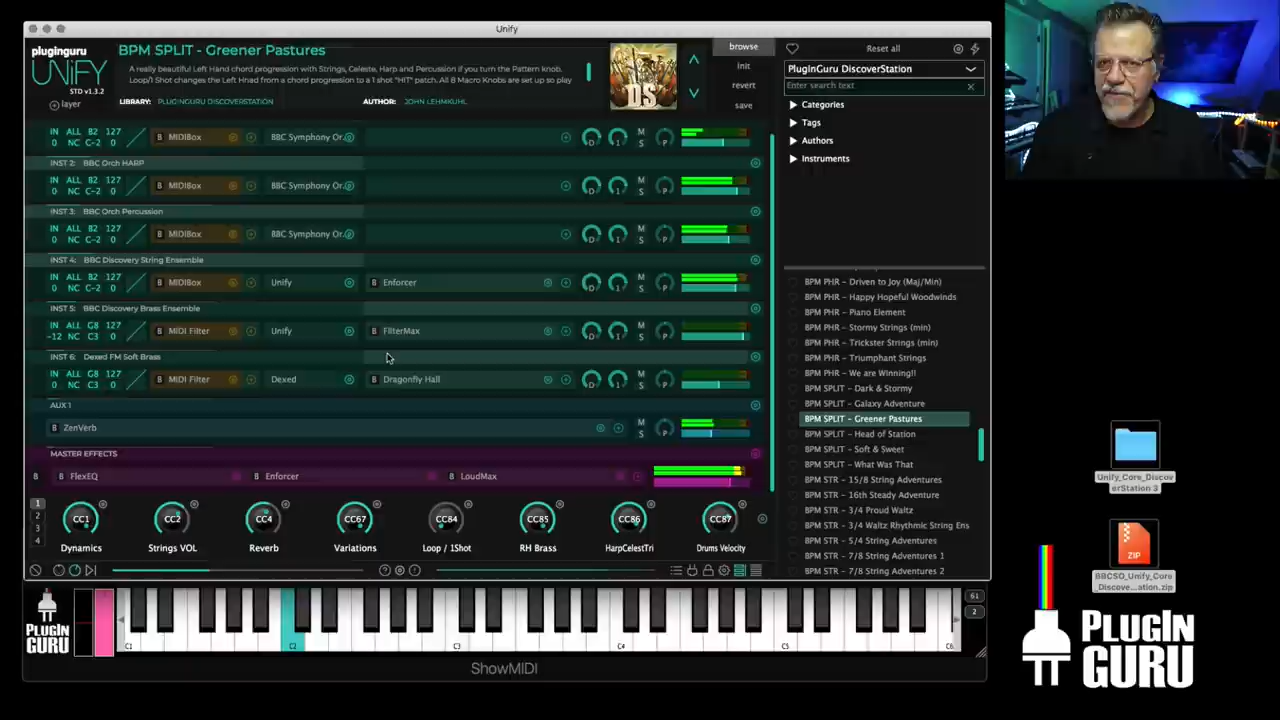 Unify
pluginguru
UNIFY
STD v1.3.2
layer
BPM SPLIT - Greener Pastures
A really beautiful Left Hand chord progression with Strings, Celeste, Harp and Percussion if you turn the Pattern Knob.
Loop/1 Shot changes the Left Hnad from a chord progression to a 1 shot "HIT" patch. All 8 Macro Knobs are set up so play
LIBRARY: PLUGINGURU DISCOVERSTATION AUTHOR: JOHN LEHMKUHL
DS
browse
init
revert
save
Reset all
PlugInGuru DiscoverStation
Enter search text
Categories
Tags
Authors
Instruments
IN ALL B2 127
0 NC C-2 0
B MIDIBox
BBC Symphony Or..
D 1 M S P
INST 2: BBC Orch HARP
IN ALL B2 127
0 NC C-2 0
B MIDIBox
BBC Symphony Or..
D 1 M S P
INST 3: BBC Orch Percussion
IN ALL B2 127
0 NC C-2 0
B MIDIBox
BBC Symphony Or..
D 1 M S P
INST 4: BBC Discovery String Ensemble
IN ALL B2 127
0 NC C-2 0
B MIDIBox
Unify
B Enforcer
D 1 M S P
INST 5: BBC Discovery Brass Ensemble
IN ALL G8 127
-12 NC C3 0
B MIDI Filter
Unify
B FilterMax
D 1 M S P
INST 6: Dexed FM Soft Brass
IN ALL G8 127
0 NC C3 0
B MIDI Filter
Dexed
B Dragonfly Hall
D 1 M S P
AUX 1
B ZenVerb
M S P
MASTER EFFECTS
B B FlexEQ B Enforcer B LoudMax
1
2
3
4
CC1 CC2 CC4 CC67 CC84 CC85 CC86 CC87
Dynamics Strings VOL Reverb Variations Loop / 1Shot RH Brass HarpCelestTri Drums Velocity
BPM PHR - Driven to Joy (Maj/Min)
BPM PHR - Happy Hopeful Woodwinds
BPM PHR - Piano Element
BPM PHR - Stormy Strings (min)
BPM PHR - Trickster Strings (min)
BPM PHR - Triumphant Strings
BPM PHR - We are Winning!!
BPM SPLIT - Dark & Stormy
BPM SPLIT - Galaxy Adventure
BPM SPLIT - Greener Pastures
BPM SPLIT - Head of Station
BPM SPLIT - Soft & Sweet
BPM SPLIT - What Was That
BPM STR - 15/8 String Adventures
BPM STR - 16th Steady Adventure
BPM STR - 3/4 Proud Waltz
BPM STR - 3/4 Waltz Rhythmic String Ens
BPM STR - 5/4 String Adventures
BPM STR - 7/8 String Adventures 1
BPM STR - 7/8 String Adventures 2
PLUGIN
GURU
C1 C2 C3 C4 C5 C6
61
2
ShowMIDI
Unify_Core_Discov
erStation 3
ZIP
BBCSO_Unify_Core
_Discove...ation.zip
PLUGIN
GURU